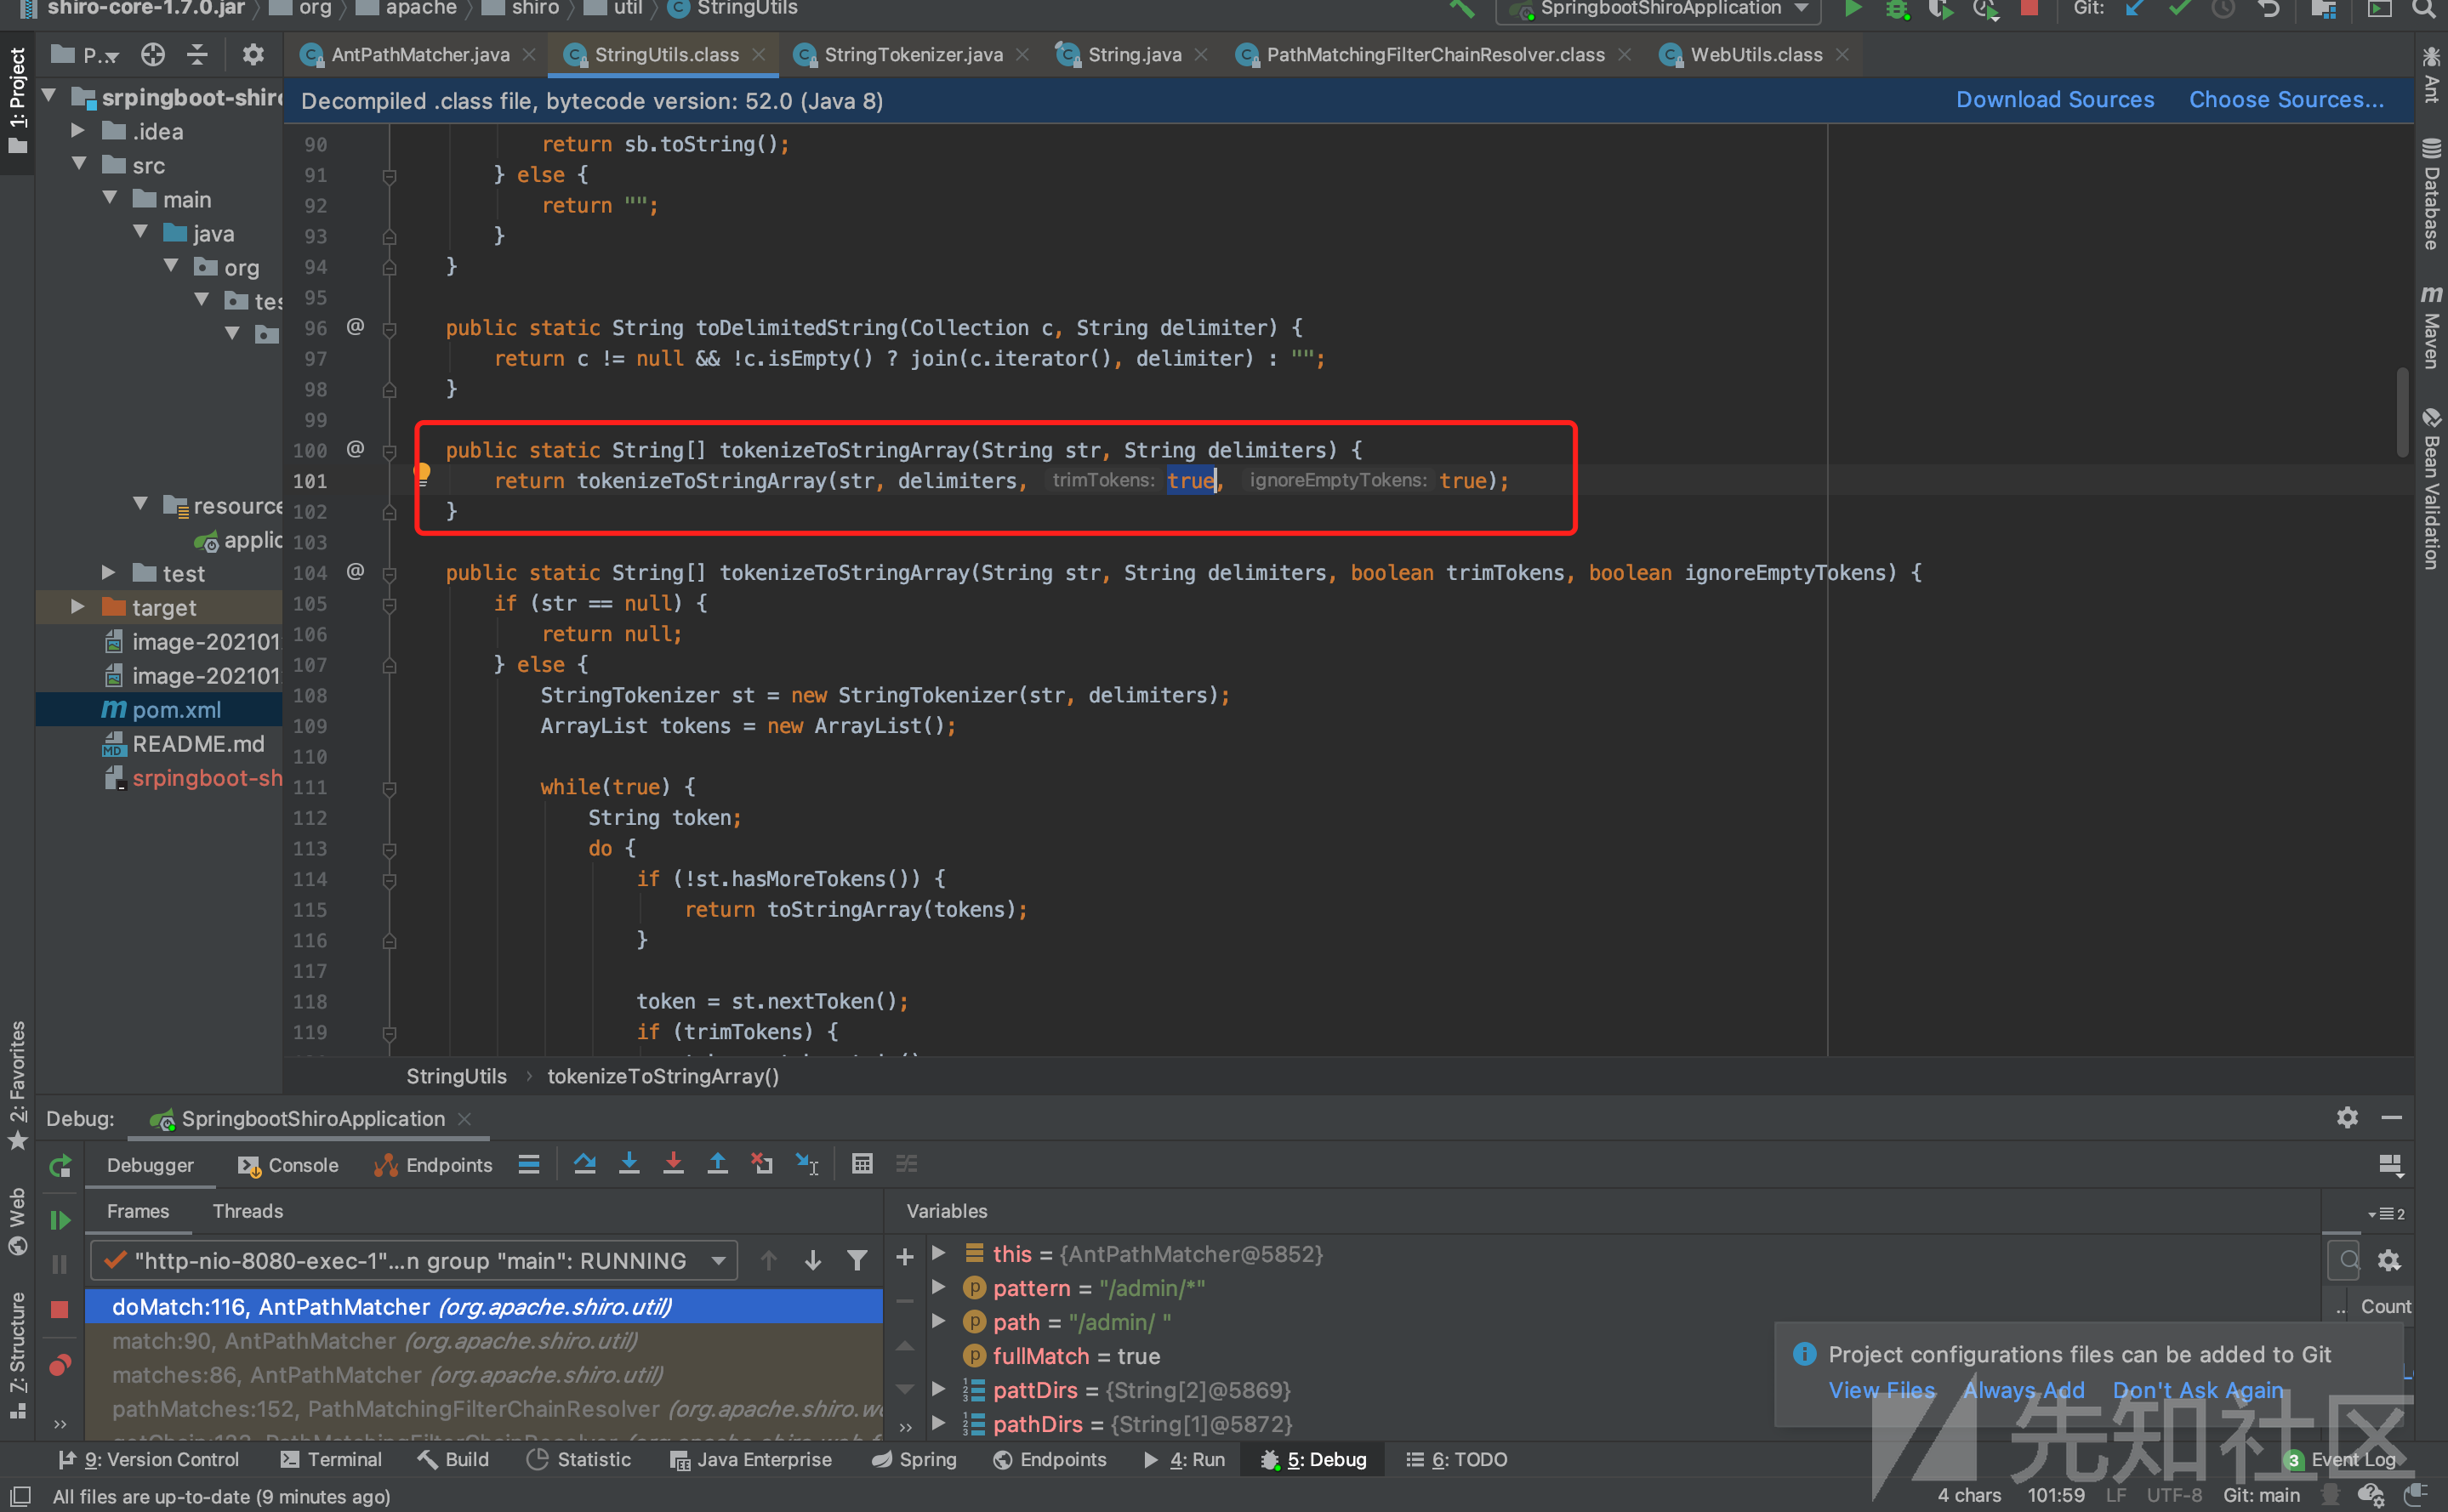 shiro-core-1.7.0.jar org apache shiro util StringUtils SpringbootShiroApplication Git:
1: Project P.. AntPathMatcher.java StringUtils.class StringTokenizer.java String.java PathMatchingFilterChainResolver.class WebUtils.class Ant
srpingboot-shiro Decompiled .class file, bytecode version: 52.0 (Java 8) Download Sources Choose Sources...
.idea
src
main
java
org
tes
resource
applic
test
target
image-202101
image-202101
pom.xml
README.md
srpingboot-sh
90 return sb.toString();
91 } else {
92 return "";
93 }
94 }
95
96 @ public static String toDelimitedString(Collection c, String delimiter) {
97 return c != null && !c.isEmpty() ? join(c.iterator(), delimiter) : "";
98 }
99
100 @ public static String[] tokenizeToStringArray(String str, String delimiters) {
101 return tokenizeToStringArray(str, delimiters, trimTokens: true, ignoreEmptyTokens: true);
102 }
103
104 @ public static String[] tokenizeToStringArray(String str, String delimiters, boolean trimTokens, boolean ignoreEmptyTokens) {
105 if (str == null) {
106 return null;
107 } else {
108 StringTokenizer st = new StringTokenizer(str, delimiters);
109 ArrayList tokens = new ArrayList();
110
111 while(true) {
112 String token;
113 do {
114 if (!st.hasMoreTokens()) {
115 return toStringArray(tokens);
116 }
117
118 token = st.nextToken();
119 if (trimTokens) {
Database
Maven
Bean Validation
StringUtils tokenizeToStringArray()
2: Favorites
Web
Z: Structure
Debug: SpringbootShiroApplication
Debugger Console Endpoints
Frames Threads Variables 2
"http-nio-8080-exec-1"...n group "main": RUNNING
doMatch:116, AntPathMatcher (org.apache.shiro.util)
match:90, AntPathMatcher (org.apache.shiro.util)
matches:86, AntPathMatcher (org.apache.shiro.util)
pathMatches:152, PathMatchingFilterChainResolver (org.apache.shiro.we
this = {AntPathMatcher@5852}
pattern = "/admin/*"
path = "/admin/ "
fullMatch = true
pattDirs = {String[2]@5869}
pathDirs = {String[1]@5872}
.. Count
Project configurations files can be added to Git
View Files Always Add Don't Ask Again
先知社区
9: Version Control Terminal Build Statistic Java Enterprise Spring Endpoints 4: Run 5: Debug 6: TODO 3 Event Log
All files are up-to-date (9 minutes ago) 4 chars 101:59 LF UTF-8 Git: main